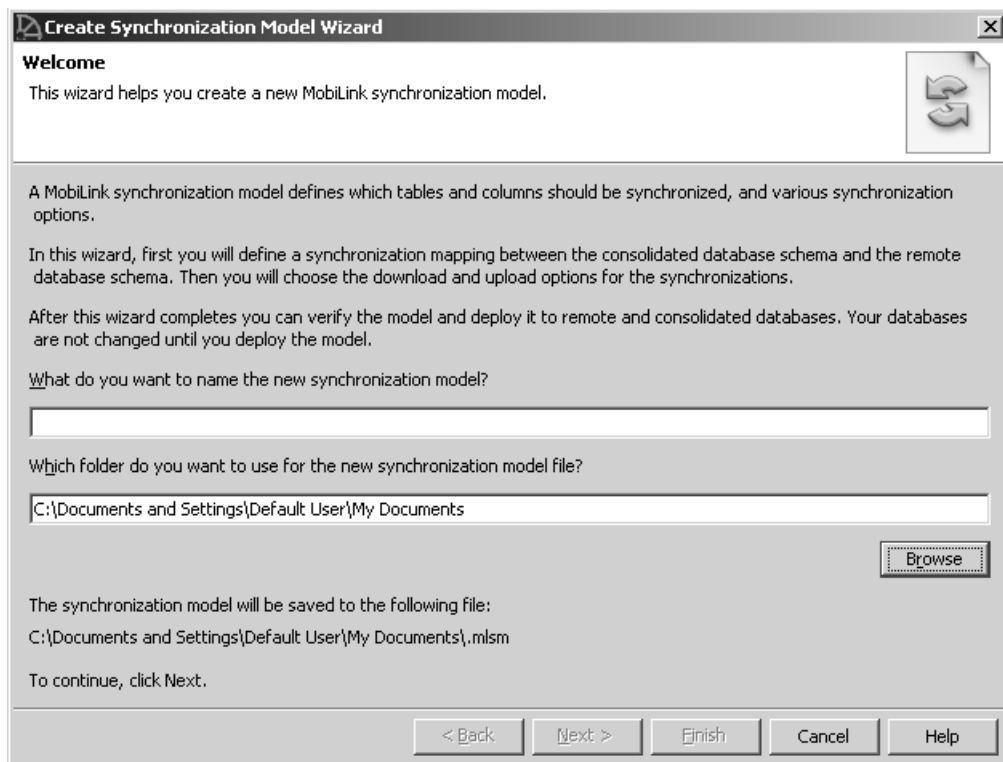 Create Synchronization Model Wizard
Welcome
This wizard helps you create a new MobiLink synchronization model.
A MobiLink synchronization model defines which tables and columns should be synchronized, and various synchronization
options.
In this wizard, first you will define a synchronization mapping between the consolidated database schema and the remote
database schema. Then you will choose the download and upload options for the synchronizations.
After this wizard completes you can verify the model and deploy it to remote and consolidated databases. Your databases
are not changed until you deploy the model.
What do you want to name the new synchronization model?
Which folder do you want to use for the new synchronization model file?
C:\Documents and Settings\Default User\My Documents
Browse
The synchronization model will be saved to the following file:
C:\Documents and Settings\Default User\My Documents\.mlsm
To continue, click Next.
< Back Next > Finish Cancel Help